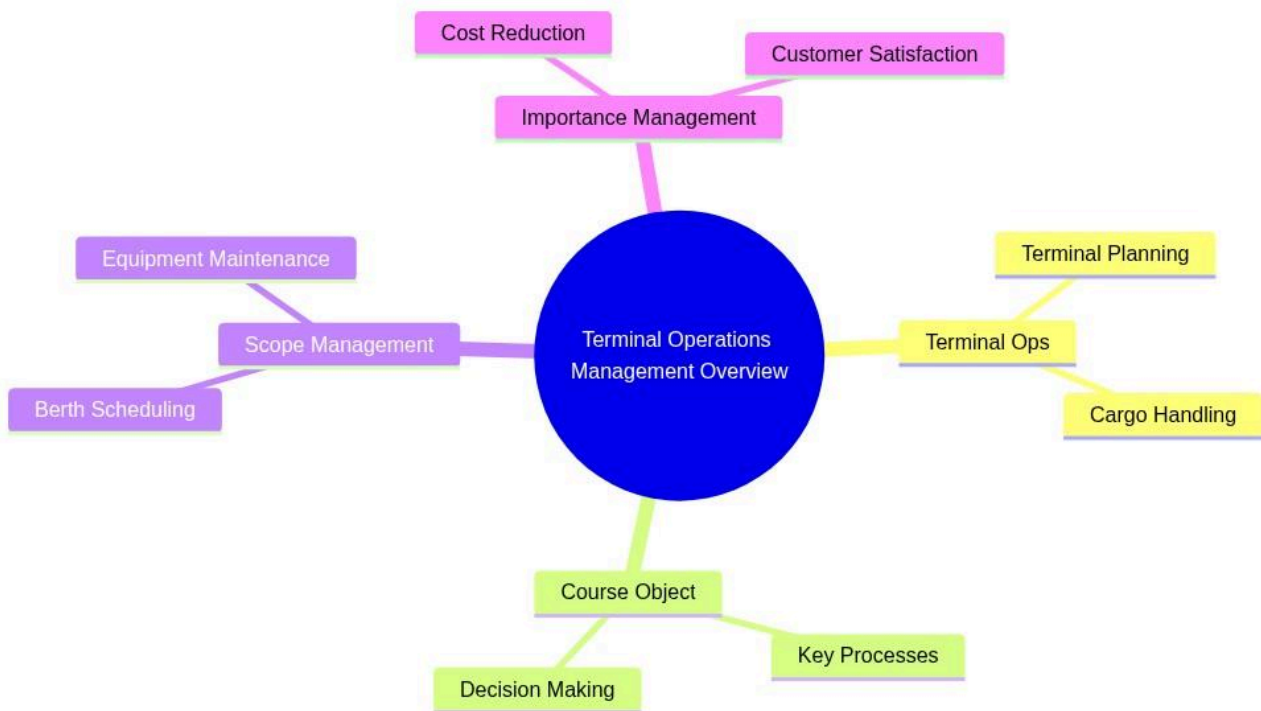 Cost Reduction
Customer Satisfaction
Importance Management
Equipment Maintenance
Terminal Planning
Scope Management
Terminal Operations
Management Overview
Terminal Ops
Berth Scheduling
Cargo Handling
Course Object
Key Processes
Decision Making